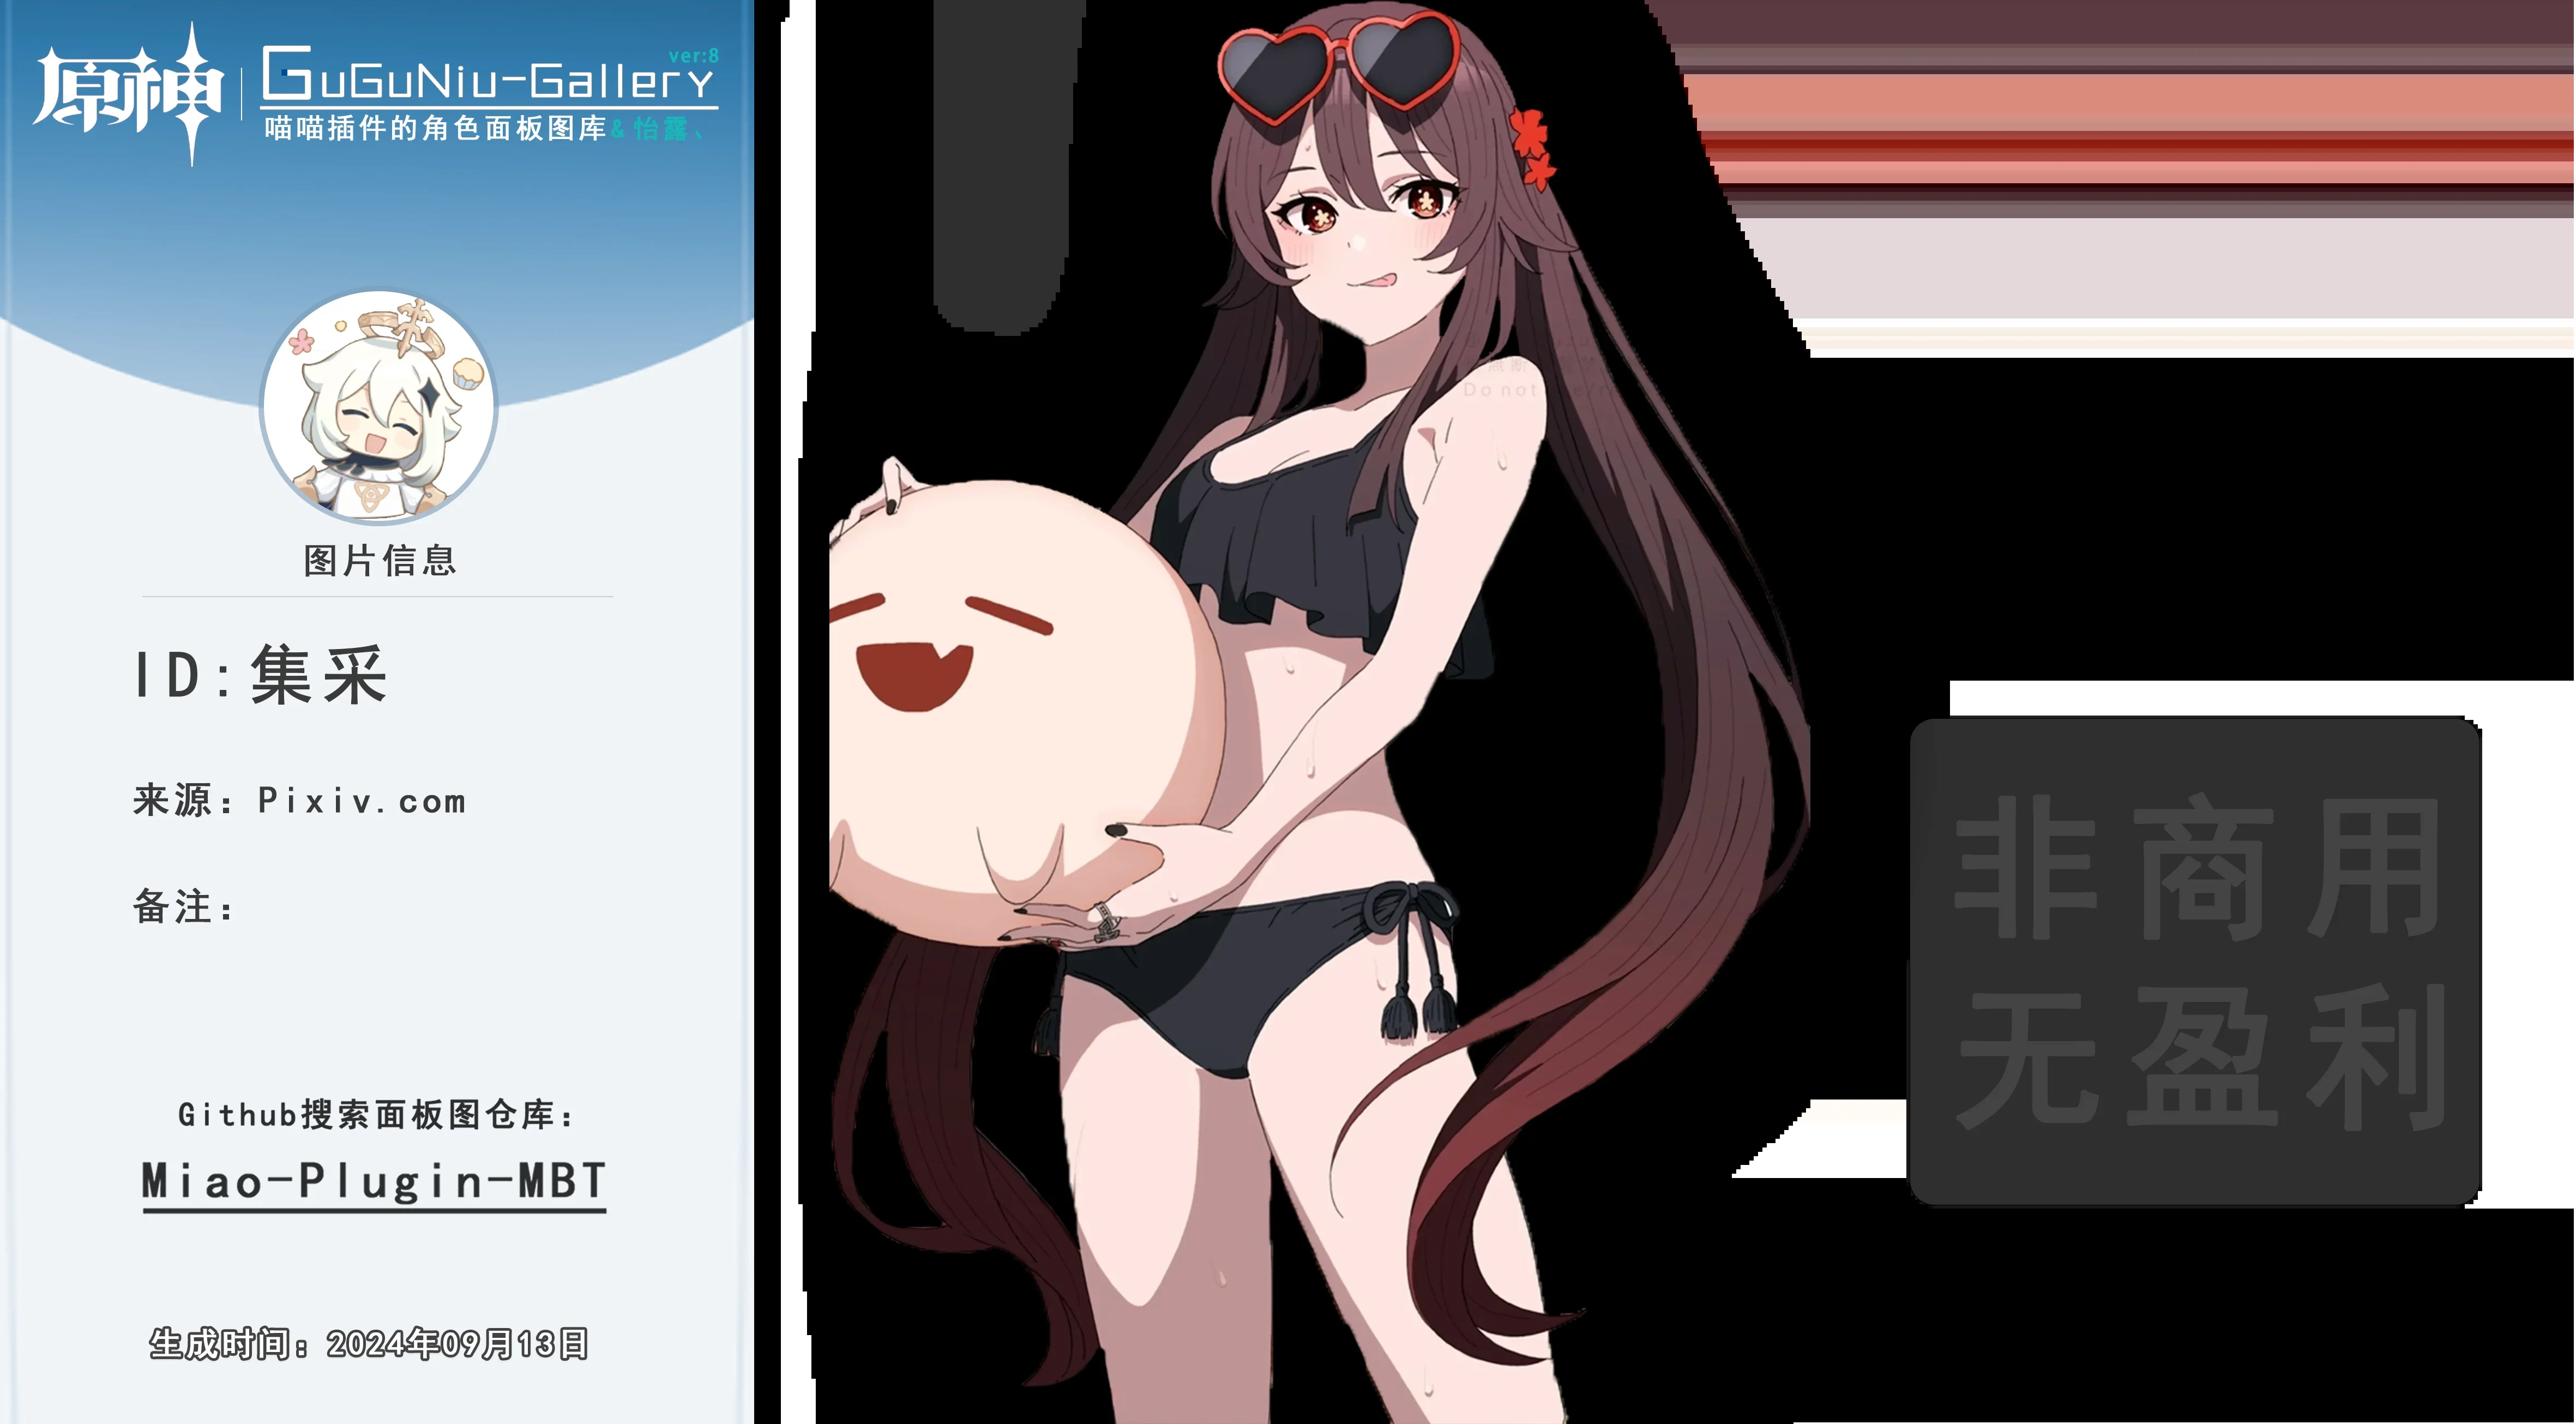 原神
GuGuNiu-Gallery
ver:8
喵喵插件的角色面板图库&怡露、
图片信息
ID:集采
来源：Pixiv.com
备注：
Github搜索面板图仓库：
Miao-Plugin-MBT
生成时间：2024年09月13日
Do not
非商用
无盈利